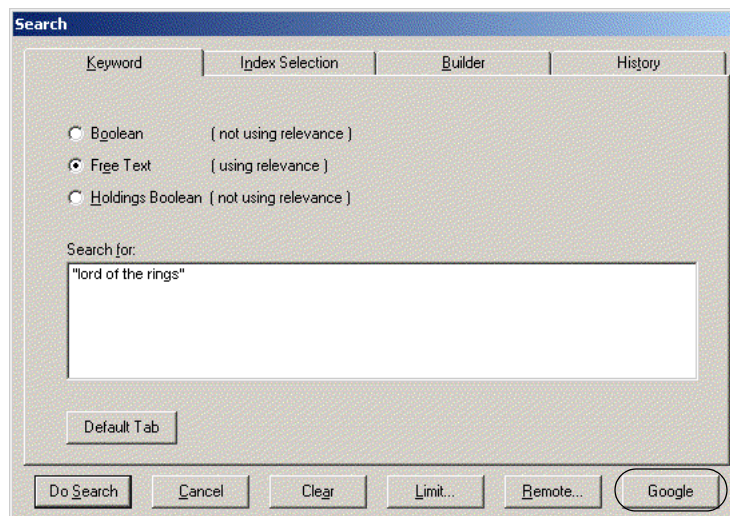 Search
Keyword Index Selection Builder History
Boolean ( not using relevance )
Free Text ( using relevance )
Holdings Boolean ( not using relevance )
Search for:
"lord of the rings"
Default Tab
Do Search Cancel Clear Limit... Remote... Google